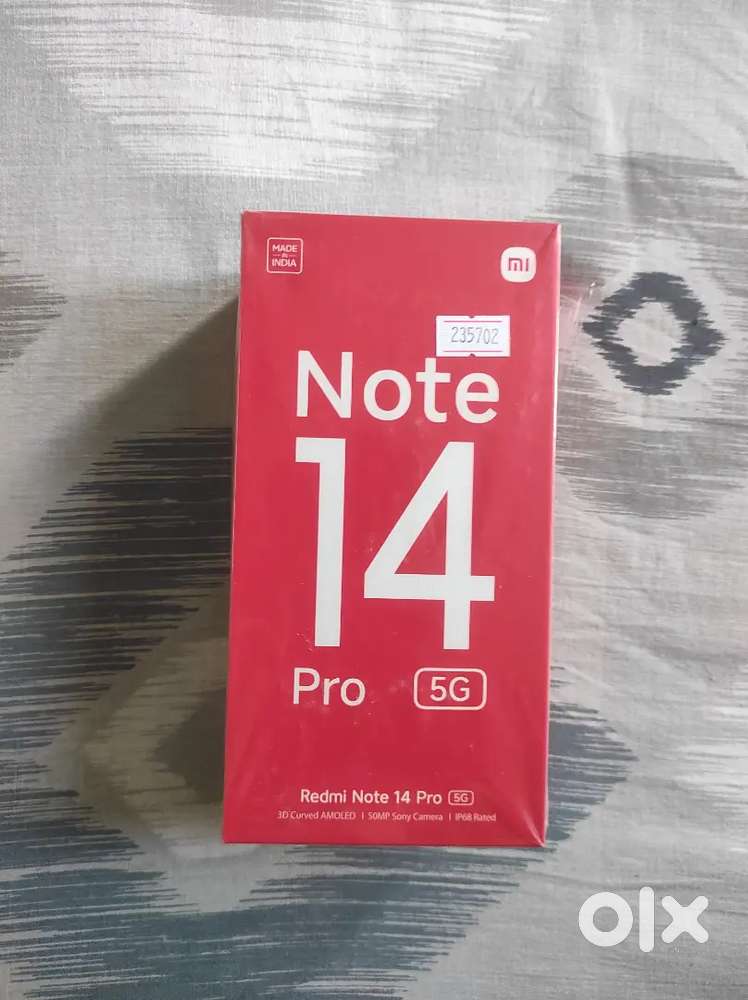 MADE
IN
INDIA
mi
235702
Note
14
Pro 5G
Redmi Note 14 Pro 5G
3D Curved AMOLED | 50MP Sony Camera | IP68 Rated
olx